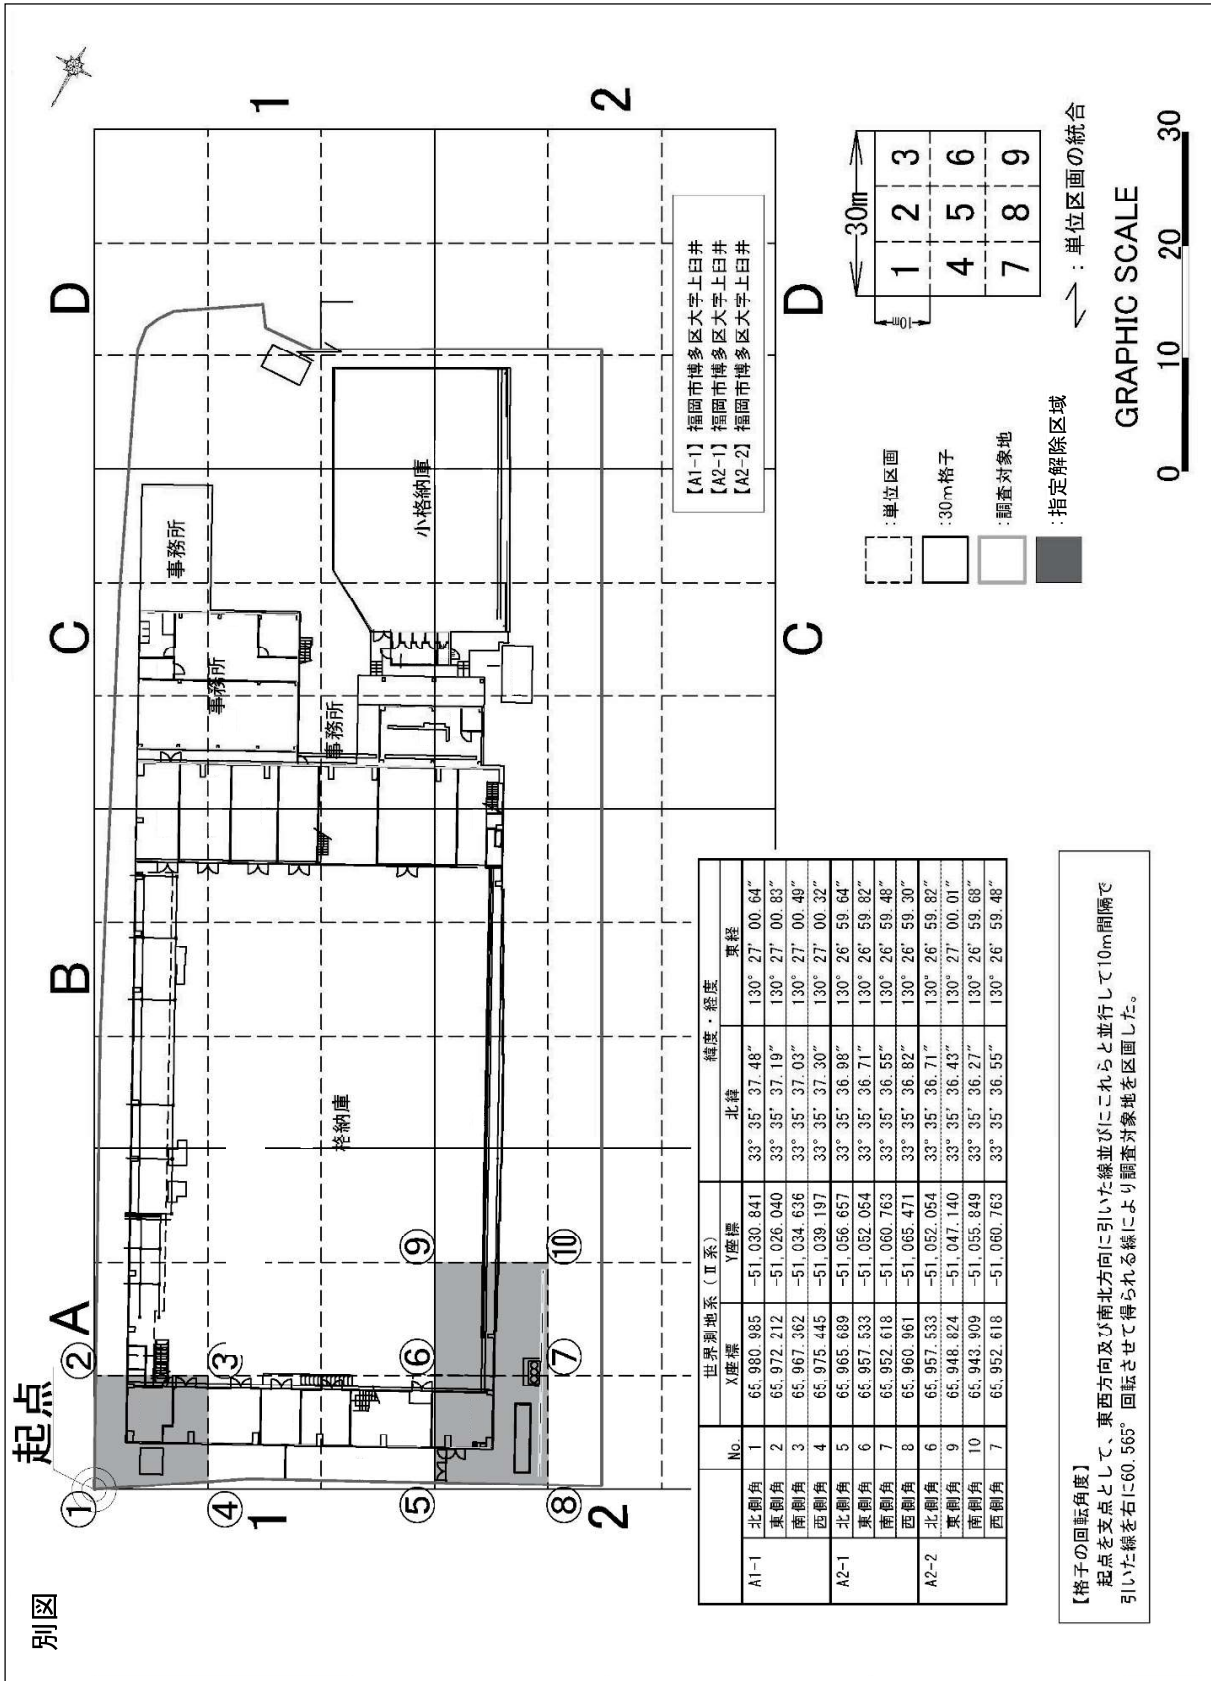 別図
起点
①
②
③
④
⑤
⑥
⑦
⑧
⑨
⑩
A
B
C
D
1
2
1
2
C
D
事務所
事務所
事務所
小格納庫
格納庫
【A1-1】福岡市博多区大字上臼井
【A2-1】福岡市博多区大字上臼井
【A2-2】福岡市博多区大字上臼井
世界測地系(Ⅱ系) 緯度・経度
No. X座標 Y座標 北緯 東経
A1-1 北側角 1 65,980.985 -51,030.841 33° 35' 37.48" 130° 27' 00.64"
東側角 2 65,972.212 -51,026.040 33° 35' 37.19" 130° 27' 00.83"
南側角 3 65,967.362 -51,034.636 33° 35' 37.03" 130° 27' 00.49"
西側角 4 65,975.445 -51,039.197 33° 35' 37.30" 130° 27' 00.32"
A2-1 北側角 5 65,965.689 -51,056.657 33° 35' 36.98" 130° 26' 59.64"
東側角 6 65,957.533 -51,052.054 33° 35' 36.71" 130° 26' 59.82"
南側角 7 65,952.618 -51,060.763 33° 35' 36.55" 130° 26' 59.48"
西側角 8 65,960.961 -51,065.471 33° 35' 36.82" 130° 26' 59.30"
A2-2 北側角 6 65,957.533 -51,052.054 33° 35' 36.71" 130° 26' 59.82"
東側角 9 65,948.824 -51,047.140 33° 35' 36.43" 130° 27' 00.01"
南側角 10 65,943.909 -51,055.849 33° 35' 36.27" 130° 26' 59.68"
西側角 7 65,952.618 -51,060.763 33° 35' 36.55" 130° 26' 59.48"
【格子の回転角度】
起点を支点として、東西方向及び南北方向に引いた線並びにこれらと並行して10m間隔で
引いた線を右に60.565°回転させて得られる線により調査対象地を区画した。
:単位区画
:30m格子
:調査対象地
:指定解除区域
30m
10m
1 2 3
4 5 6
7 8 9
:単位区画の統合
GRAPHIC SCALE
0 10 20 30